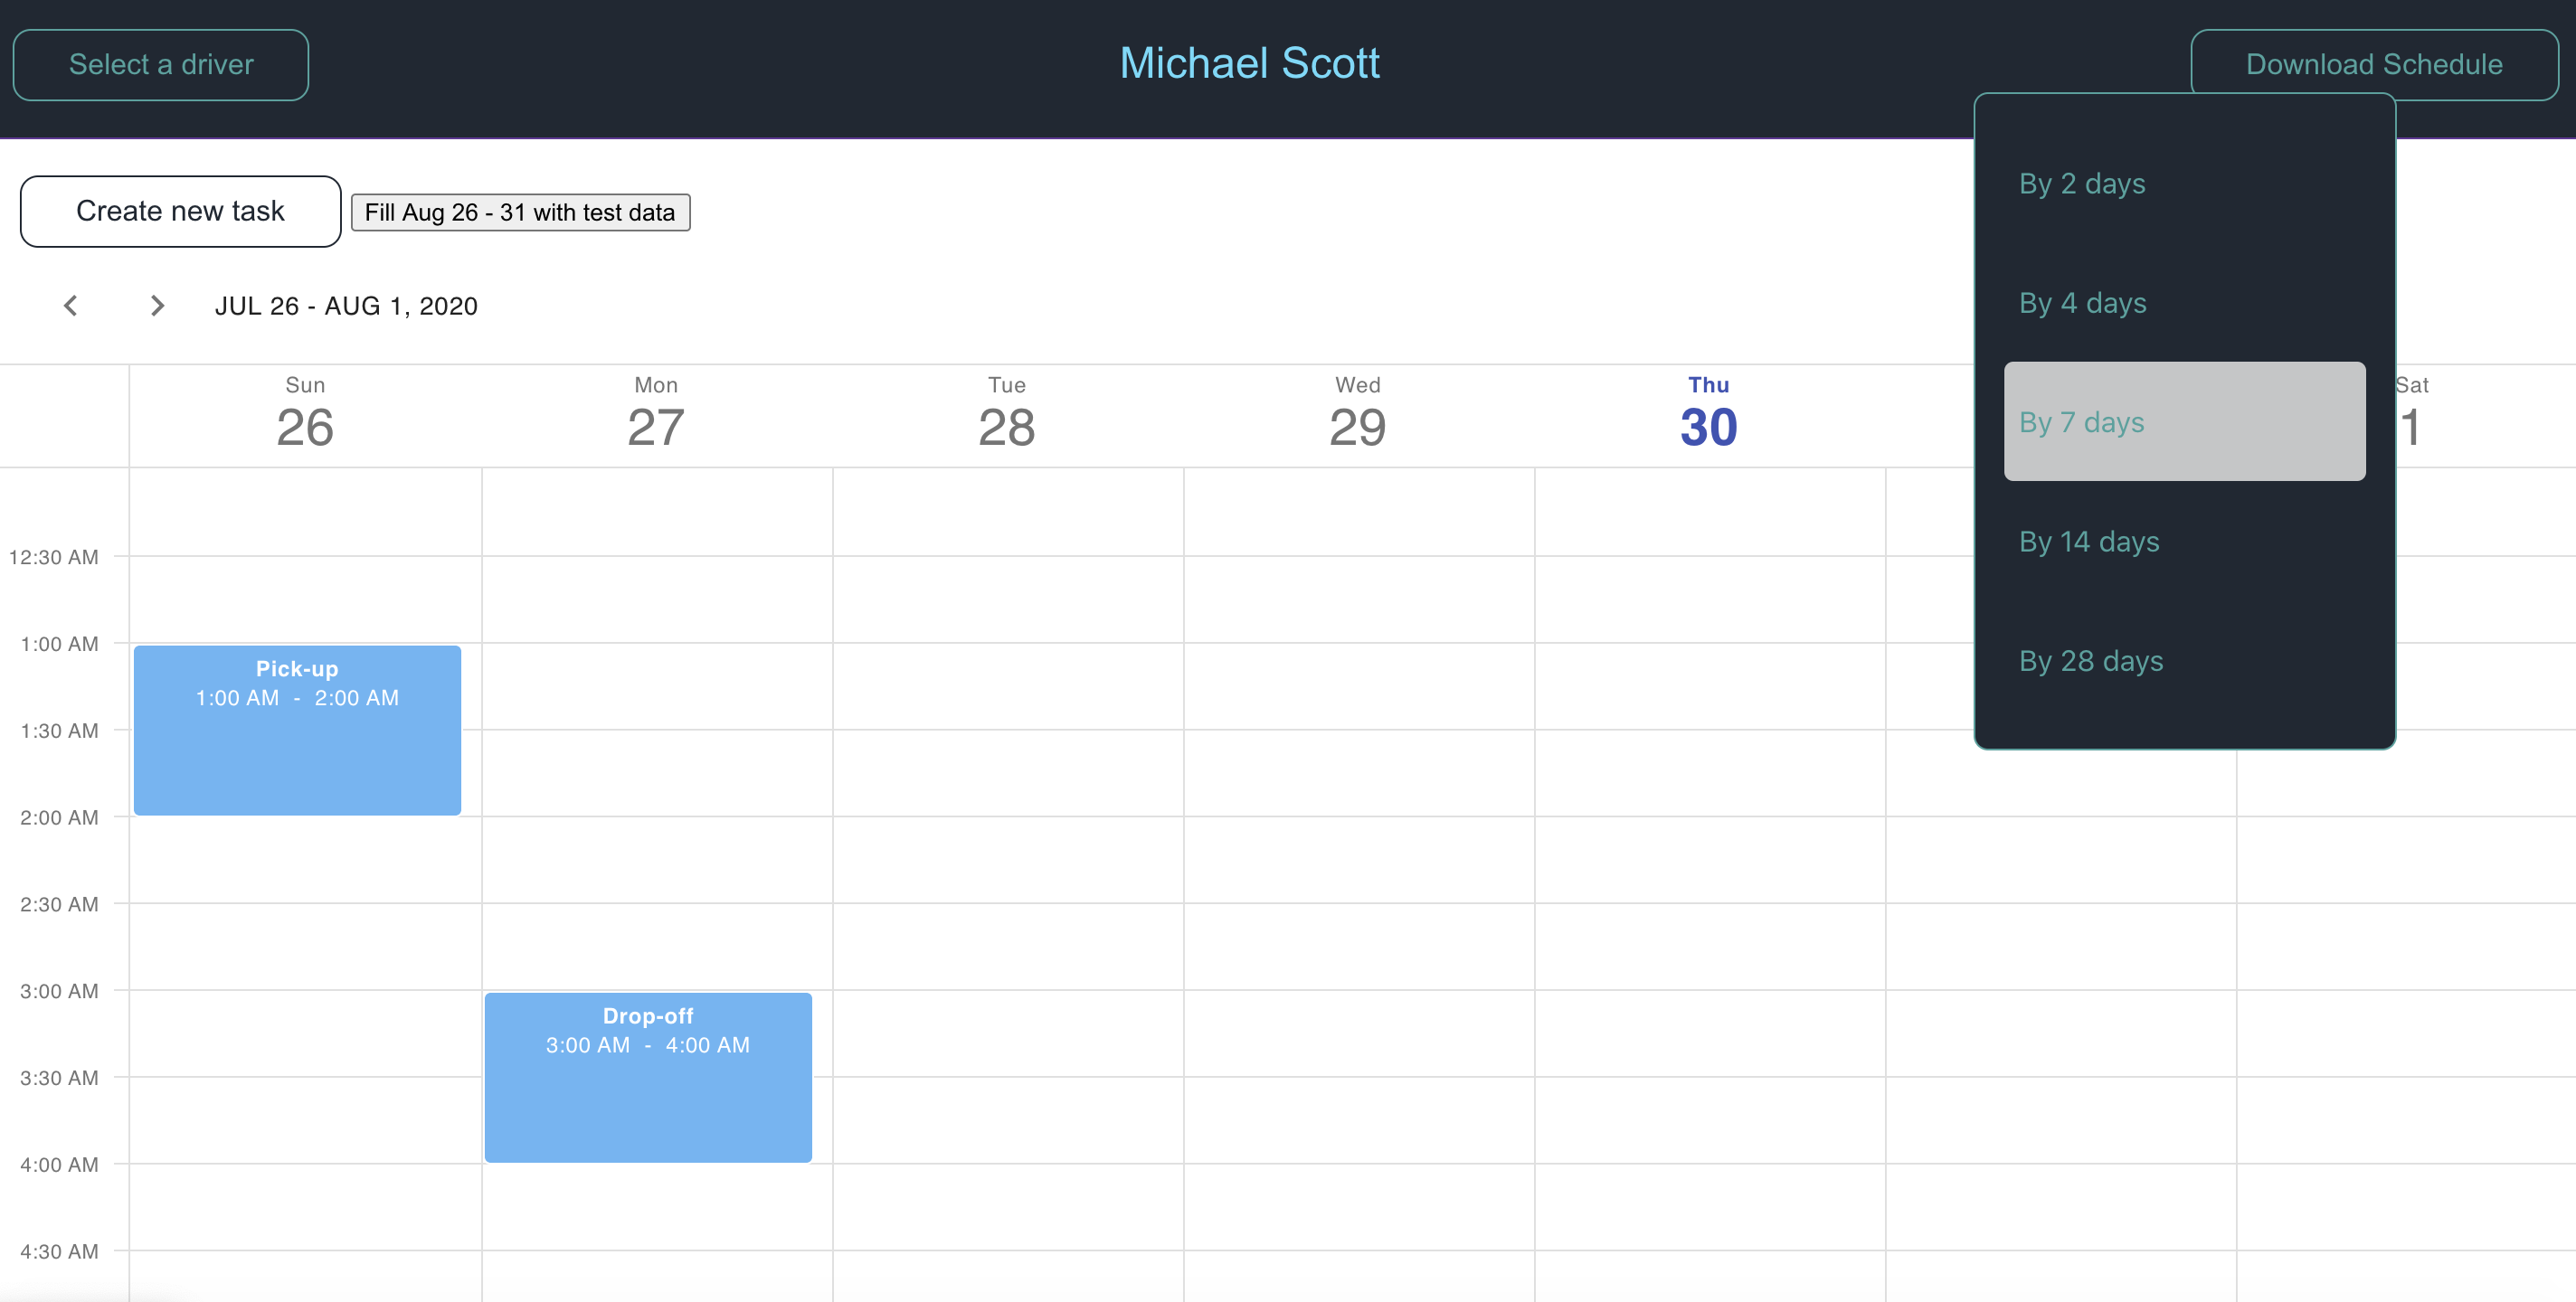 Select a driver
Michael Scott
Download Schedule
By 2 days
By 4 days
By 7 days
By 14 days
By 28 days
Create new task
Fill Aug 26 - 31 with test data
JUL 26 - AUG 1, 2020
Sun Mon Tue Wed Thu Sat
26 27 28 29 30 1
12:30 AM
1:00 AM
Pick-up
1:00 AM - 2:00 AM
1:30 AM
2:00 AM
2:30 AM
3:00 AM
Drop-off
3:00 AM - 4:00 AM
3:30 AM
4:00 AM
4:30 AM